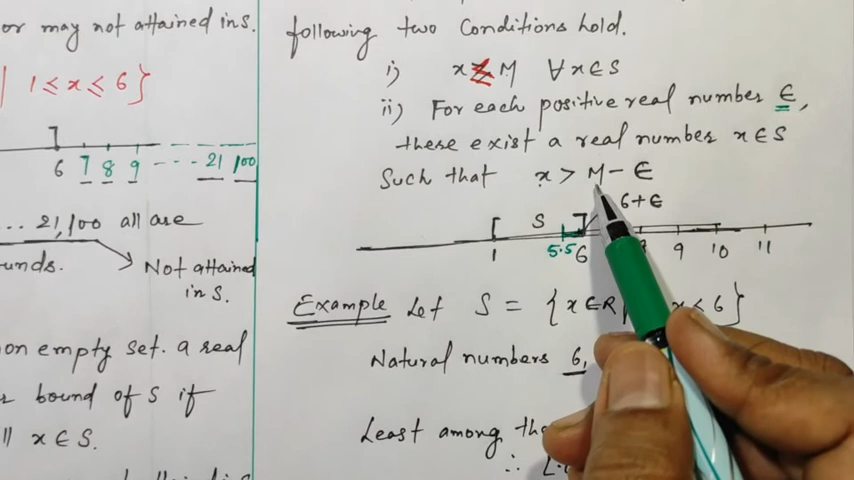 or may not attained in S.
| 1 ≤ x ≤ 6 }
]
6 7 8 9 --- 21 100
... 21,100 all are
unds. Not attained
in S.
on empty set. a real
bound of S if
x ∈ S.
following two Conditions hold.
i) x ≤ M ∀ x ∈ S
ii) For each positive real number ∈,
there exist a real number x ∈ S
Such that x > M - ∈
6+∈
[ S ]
1 5.5 6 9 10 11
Example Let S = { x ∈ R | x ≤ 6 }
Natural numbers 6,
Least among
∴